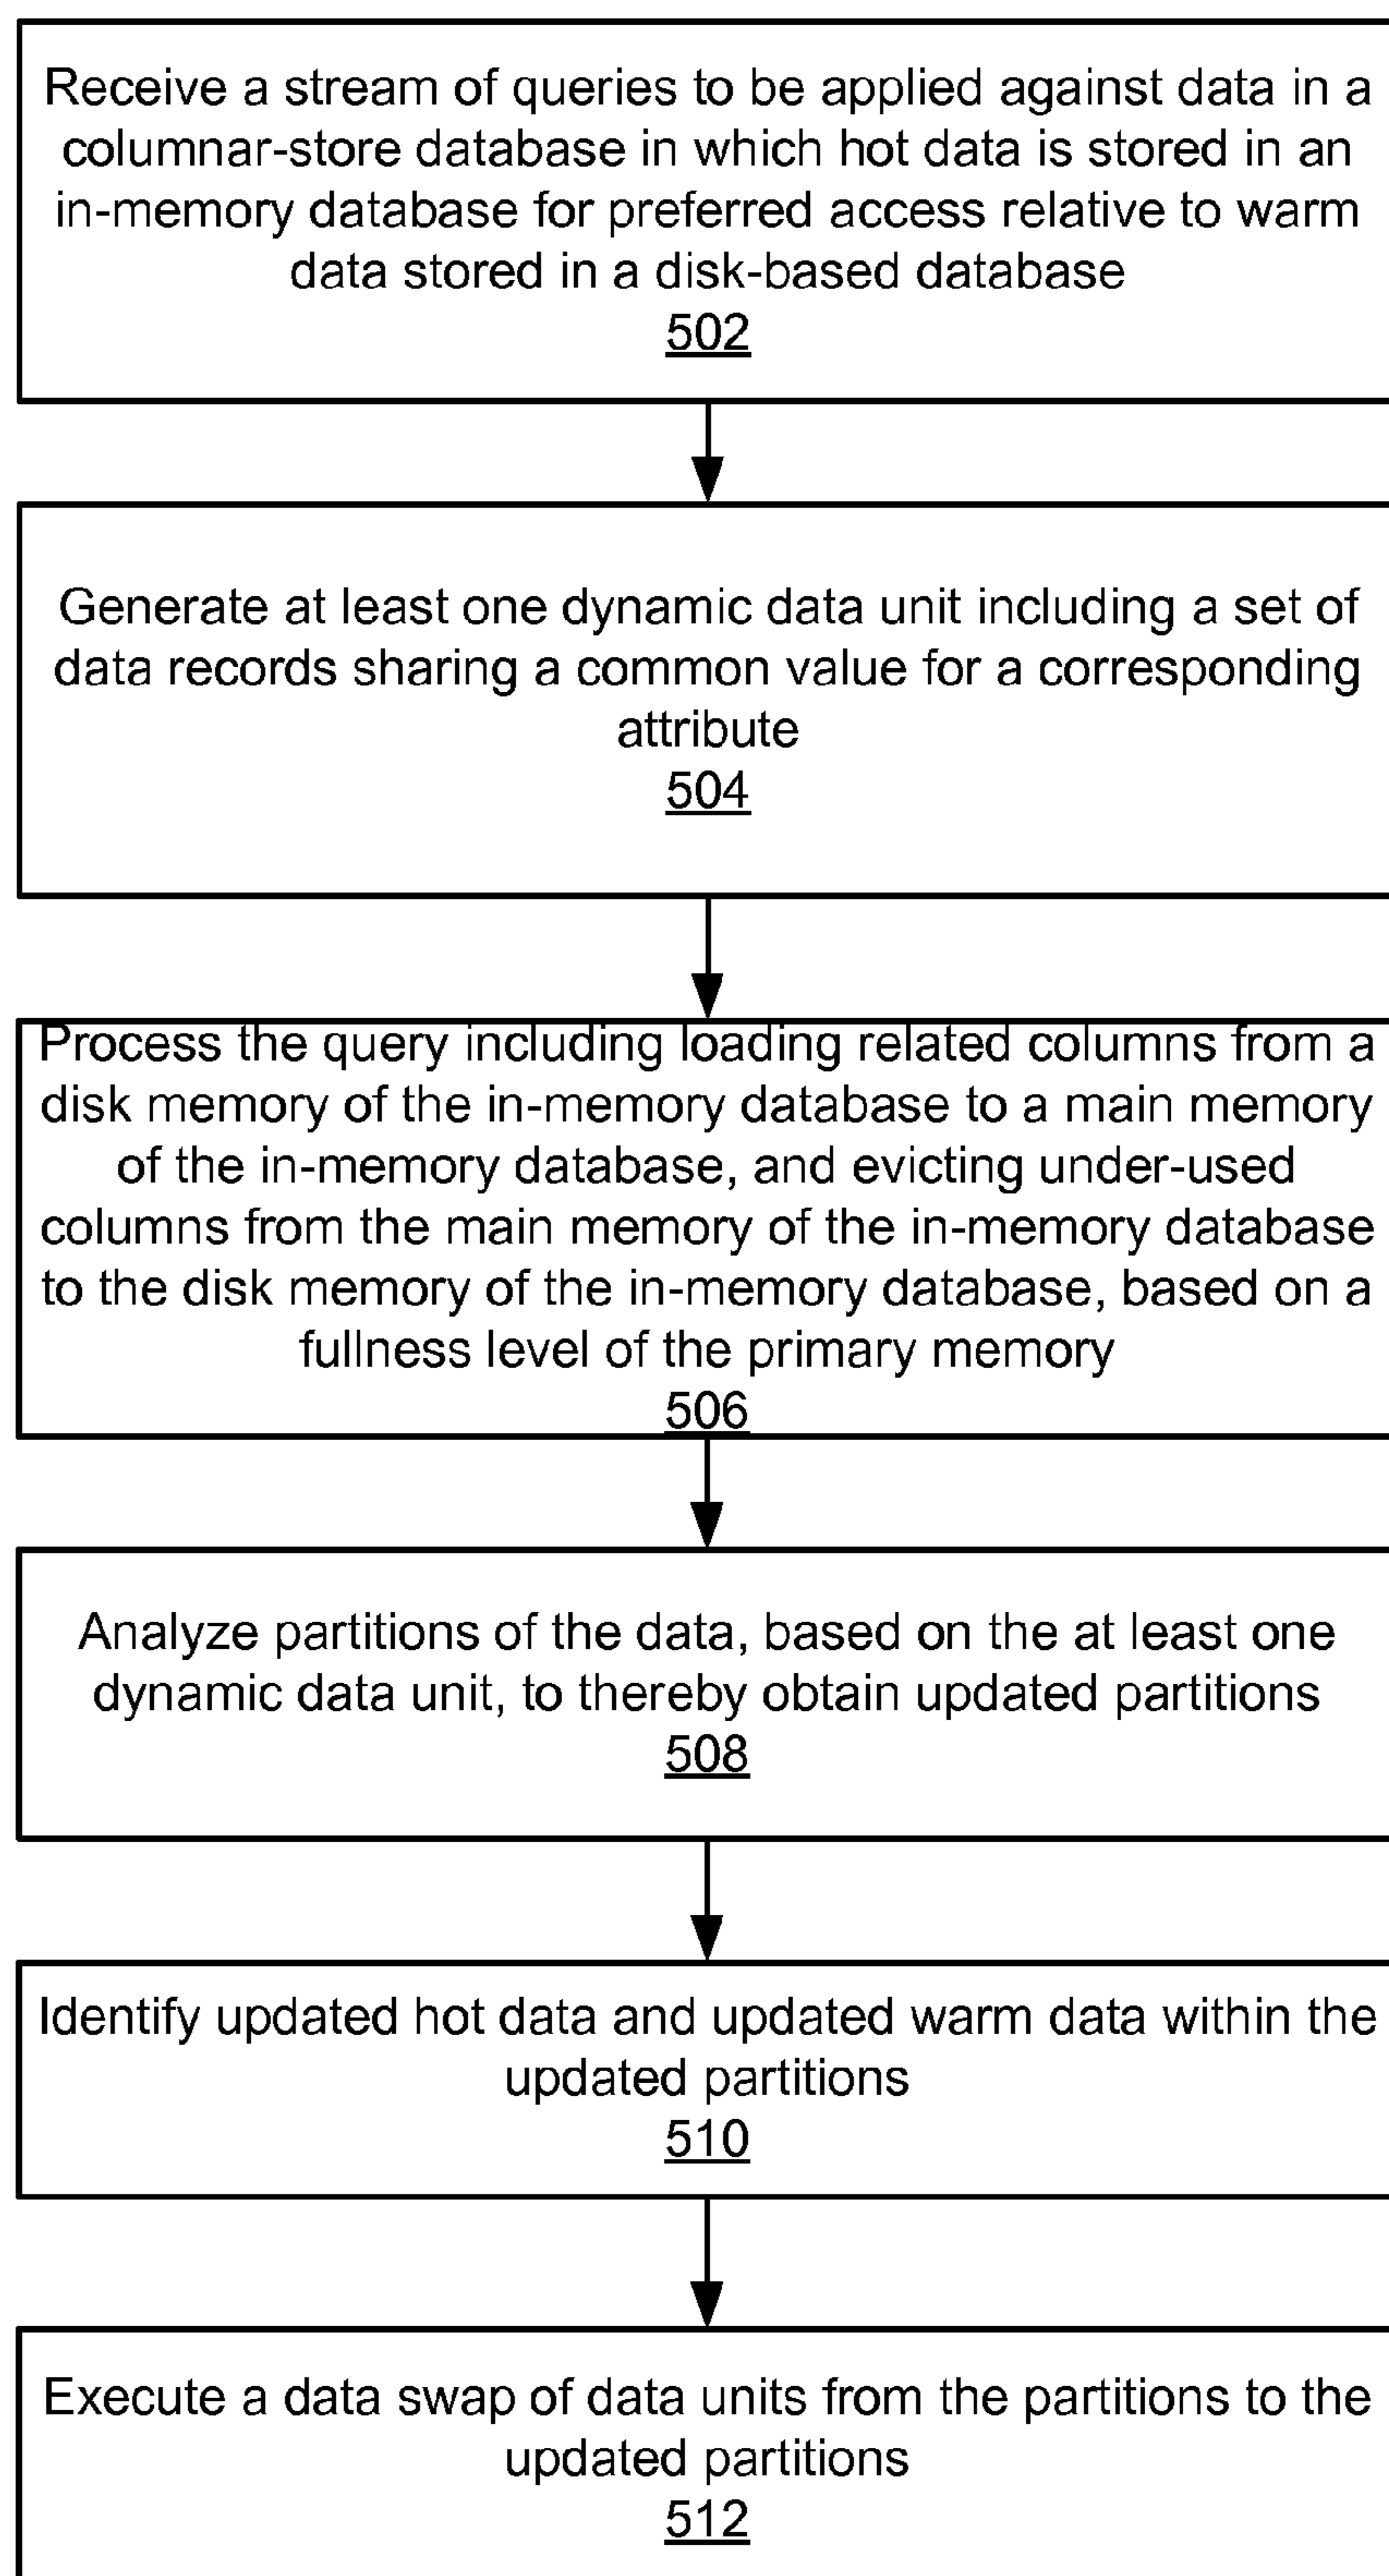 Receive a stream of queries to be applied against data in a
columnar-store database in which hot data is stored in an
in-memory database for preferred access relative to warm
data stored in a disk-based database
502
Generate at least one dynamic data unit including a set of
data records sharing a common value for a corresponding
attribute
504
Process the query including loading related columns from a
disk memory of the in-memory database to a main memory
of the in-memory database, and evicting under-used
columns from the main memory of the in-memory database
to the disk memory of the in-memory database, based on a
fullness level of the primary memory
506
Analyze partitions of the data, based on the at least one
dynamic data unit, to thereby obtain updated partitions
508
Identify updated hot data and updated warm data within the
updated partitions
510
Execute a data swap of data units from the partitions to the
updated partitions
512